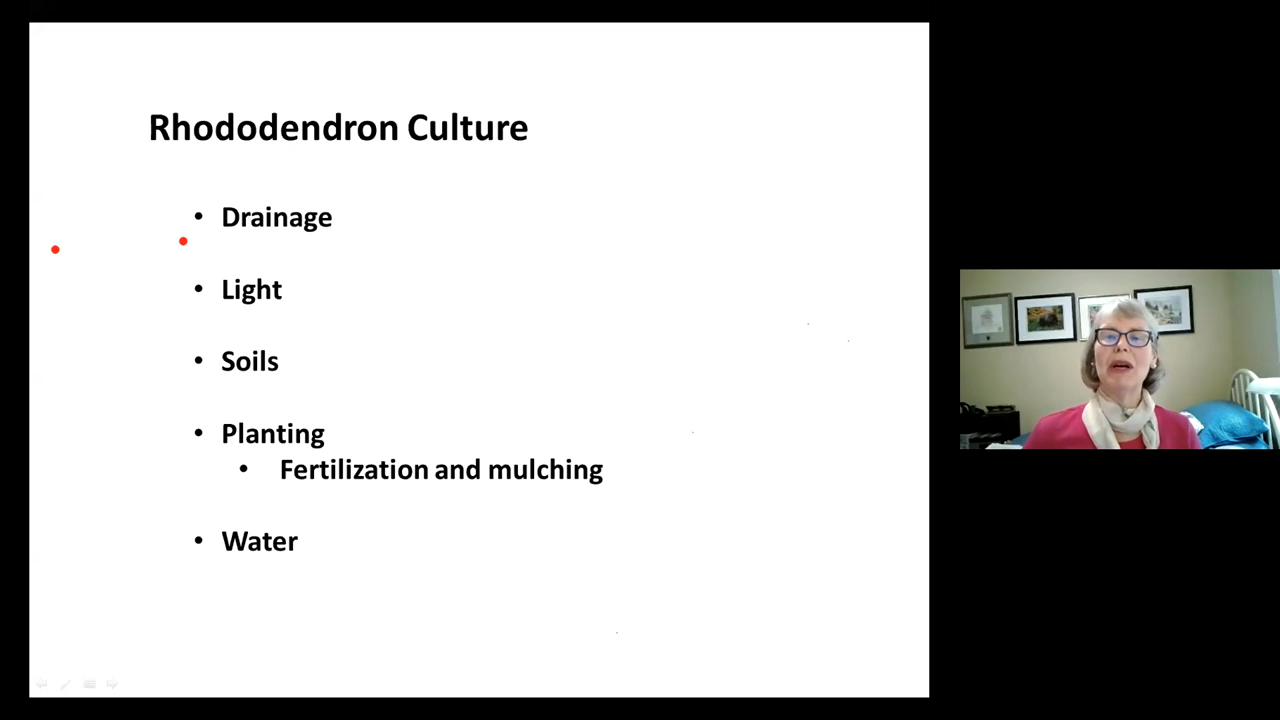 Rhododendron Culture
• Drainage
• Light
• Soils
• Planting
• Fertilization and mulching
• Water